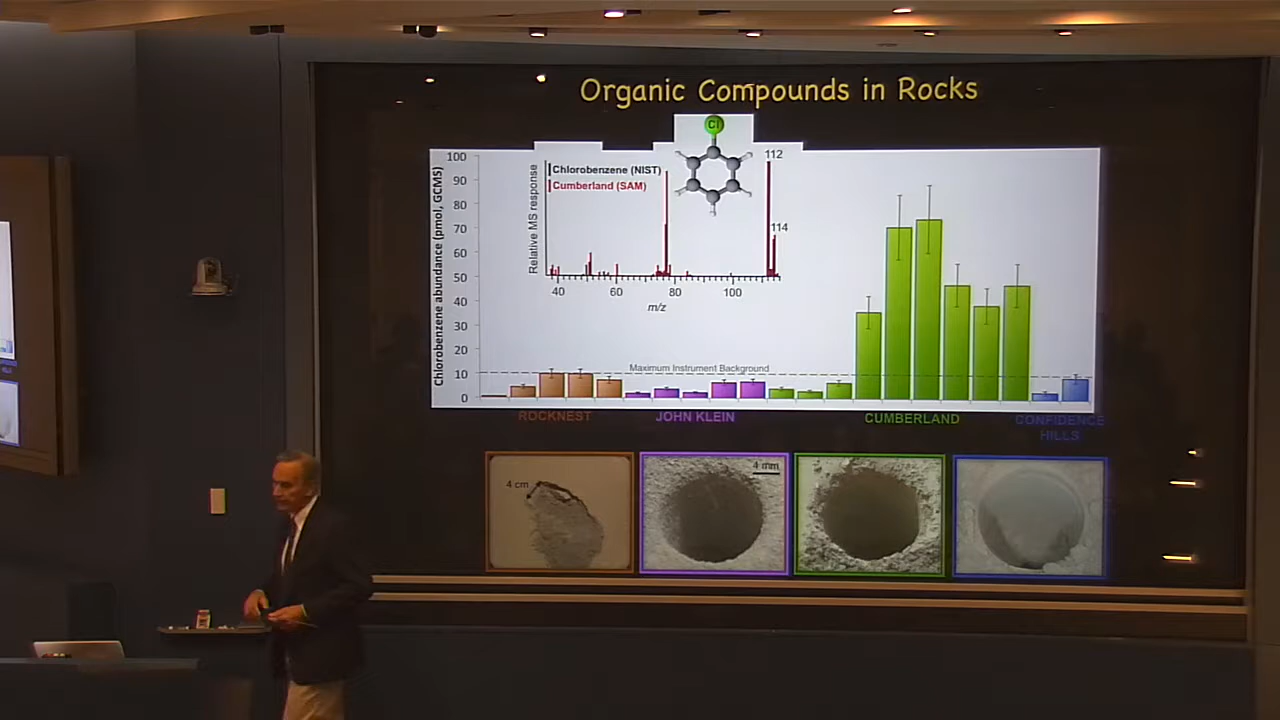 Organic Compounds in Rocks
Cl
Chlorobenzene abundance (pmol, GCMS)
100
90
80
70
60
50
40
30
20
10
0
Relative MS response
Chlorobenzene (NIST)
Cumberland (SAM)
112
114
40
60
80
100
m/z
Maximum Instrument Background
ROCKNEST
JOHN KLEIN
CUMBERLAND
CONFIDENCE
HILLS
4 cm
4 mm